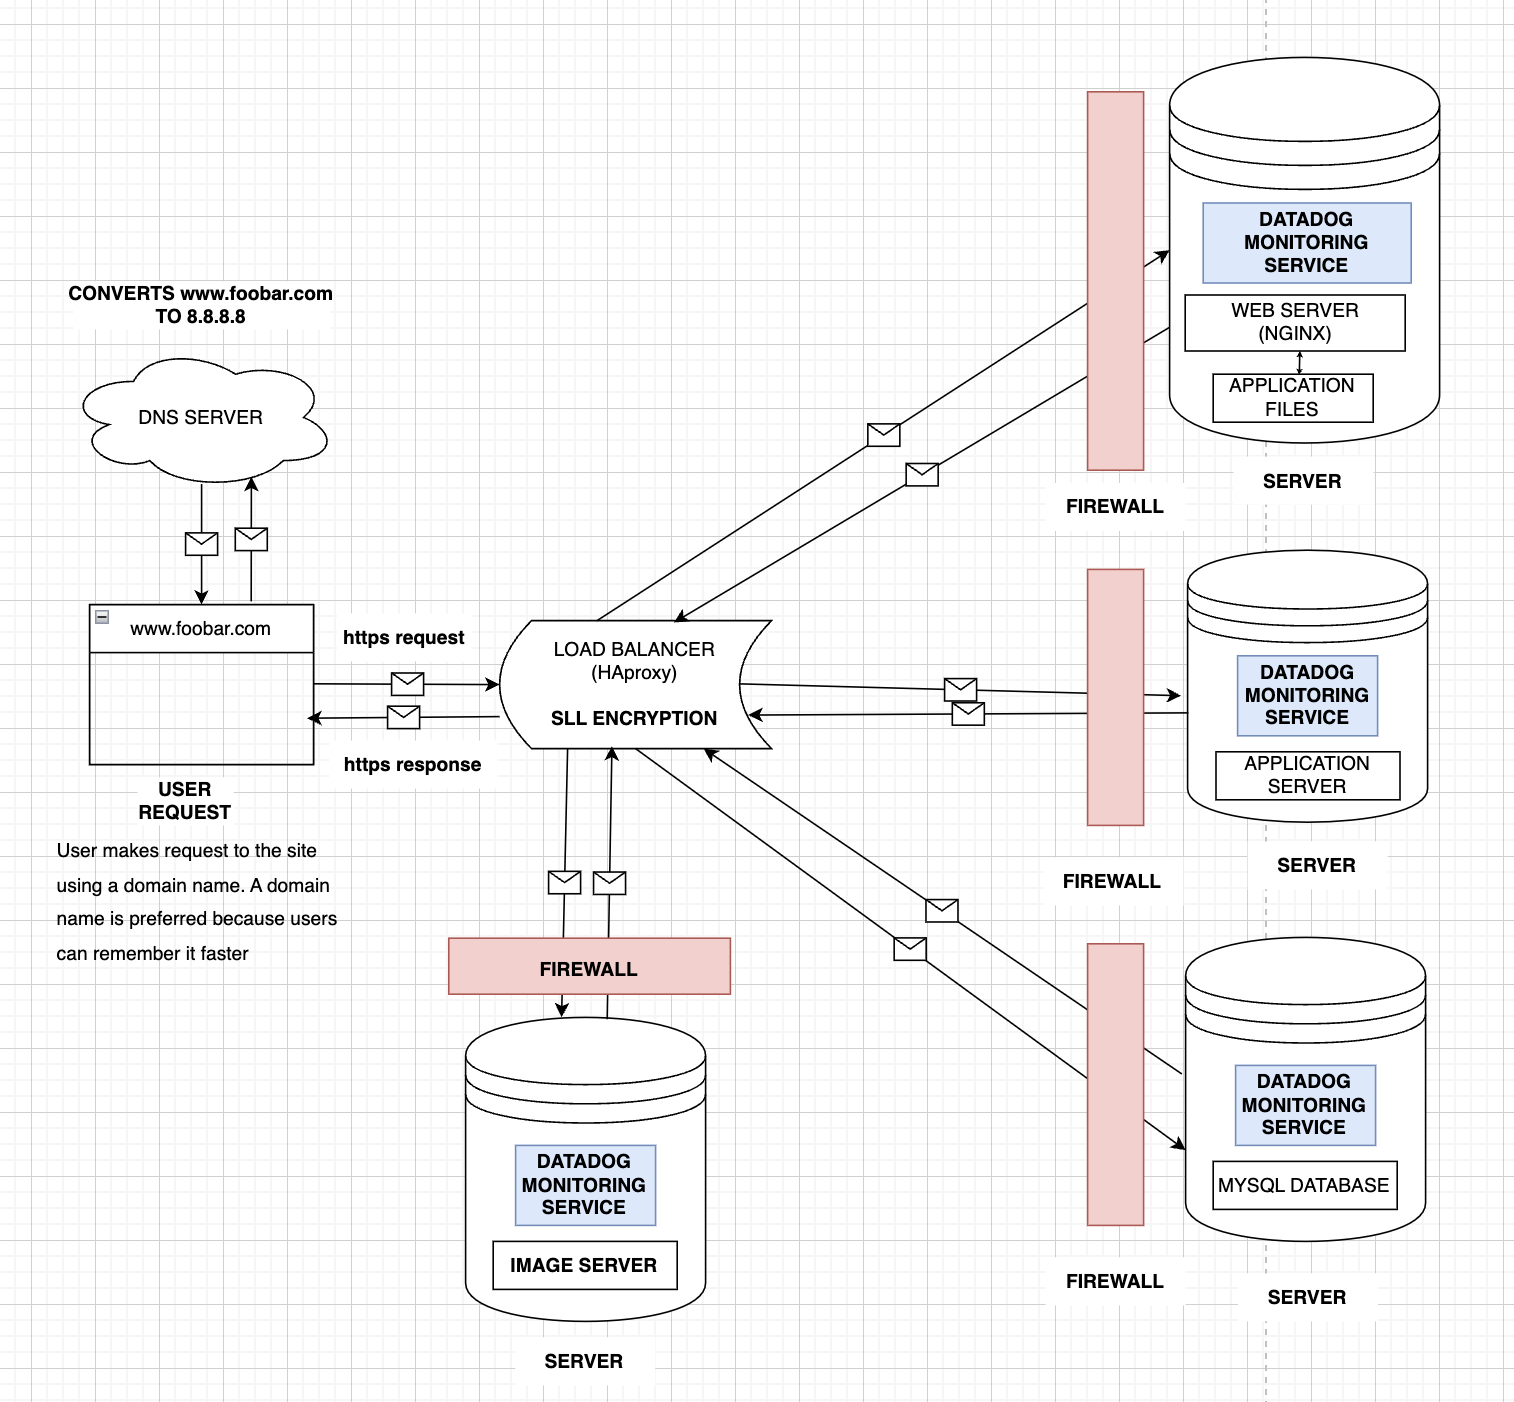 CONVERTS www.foobar.com
TO 8.8.8.8
DNS SERVER
www.foobar.com
USER
REQUEST
User makes request to the site
using a domain name. A domain
name is preferred because users
can remember it faster
https request
https response
LOAD BALANCER
(HAproxy)
SLL ENCRYPTION
FIREWALL
DATADOG
MONITORING
SERVICE
IMAGE SERVER
SERVER
DATADOG
MONITORING
SERVICE
WEB SERVER
(NGINX)
APPLICATION
FILES
SERVER
FIREWALL
DATADOG
MONITORING
SERVICE
APPLICATION
SERVER
SERVER
FIREWALL
DATADOG
MONITORING
SERVICE
MYSQL DATABASE
FIREWALL
SERVER